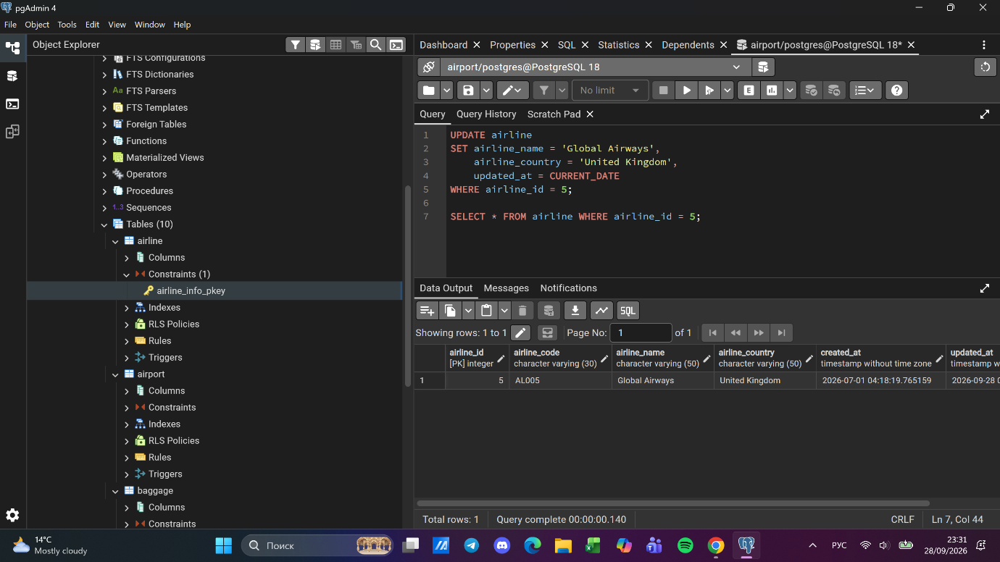 pgAdmin 4
File Object Tools Edit View Window Help
Object Explorer
FTS Configurations
FTS Dictionaries
Aa FTS Parsers
FTS Templates
Foreign Tables
Functions
Materialized Views
Operators
Procedures
1..3 Sequences
Tables (10)
airline
Columns
Constraints (1)
airline_info_pkey
Indexes
RLS Policies
Rules
Triggers
airport
Columns
Constraints
Indexes
RLS Policies
Rules
Triggers
baggage
Columns
Constraints
Dashboard Properties SQL Statistics Dependents airport/postgres@PostgreSQL 18*
airport/postgres@PostgreSQL 18
No limit E
Query Query History Scratch Pad
1 UPDATE airline
2 SET airline_name = 'Global Airways',
3 airline_country = 'United Kingdom',
4 updated_at = CURRENT_DATE
5 WHERE airline_id = 5;
6
7 SELECT * FROM airline WHERE airline_id = 5;
Data Output Messages Notifications
SQL
Showing rows: 1 to 1 Page No: 1 of 1
airline_id airline_code airline_name airline_country created_at updated_at
[PK] integer character varying (30) character varying (50) character varying (50) timestamp without time zone timestamp w
1 5 AL005 Global Airways United Kingdom 2026-07-01 04:18:19.765159 2026-09-28 0
Total rows: 1 Query complete 00:00:00.140 CRLF Ln 7, Col 44
14°C
Mostly cloudy
Поиск
РУС
23:31
28/09/2026